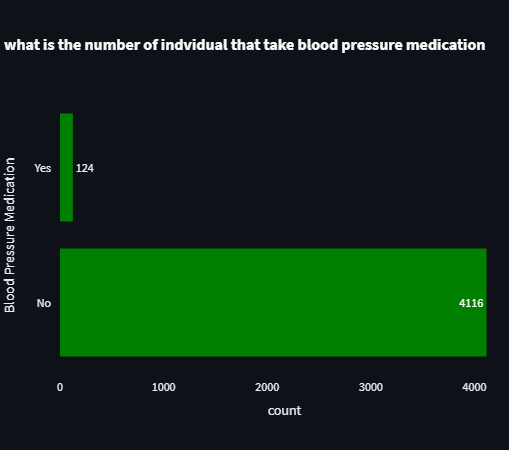 what is the number of indvidual that take blood pressure medication
Blood Pressure Medication
Yes
124
No
4116
0 1000 2000 3000 4000
count